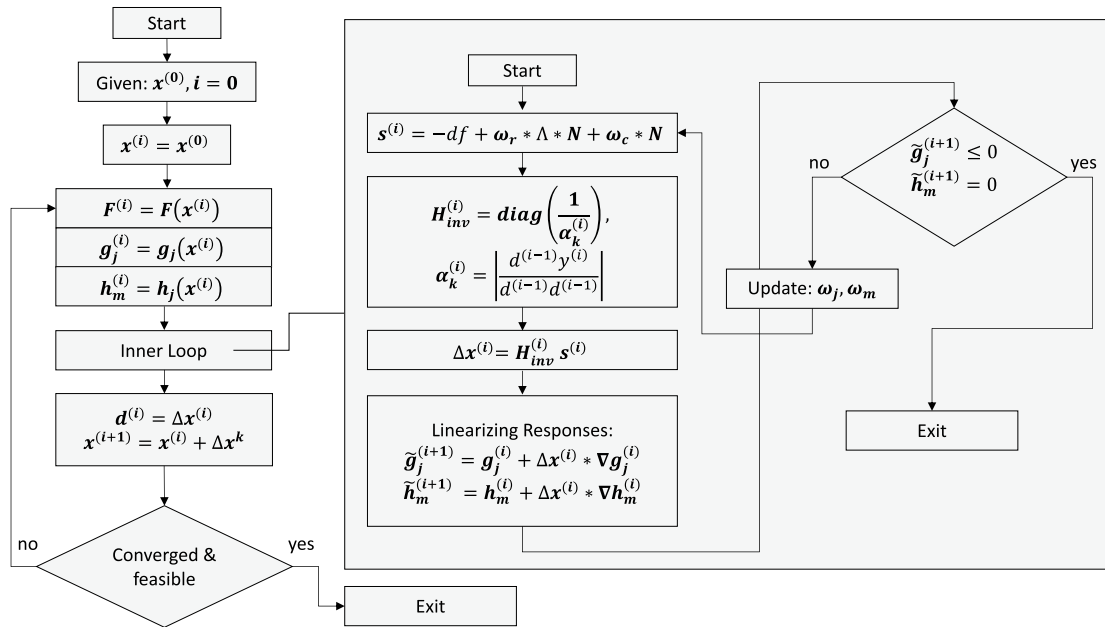 Start
Given: x^(0), i = 0
x^(i) = x^(0)
F^(i) = F(x^(i))
g_j^(i) = g_j(x^(i))
h_m^(i) = h_j(x^(i))
Inner Loop
d^(i) = Δx^(i)
x^(i+1) = x^(i) + Δx^k
no
Converged &
feasible
yes
Exit
Start
s^(i) = −df + ω_r * Λ * N + ω_c * N
H_inv^(i) = diag(1/α_k^(i)),
α_k^(i) = |d^(i−1) y^(i) / d^(i−1) d^(i−1)|
Δx^(i) = H_inv^(i) s^(i)
Linearizing Responses:
g̃_j^(i+1) = g_j^(i) + Δx^(i) * ∇g_j^(i)
h̃_m^(i+1) = h_m^(i) + Δx^(i) * ∇h_m^(i)
no
g̃_j^(i+1) ≤ 0
h̃_m^(i+1) = 0
yes
Update: ω_j, ω_m
Exit